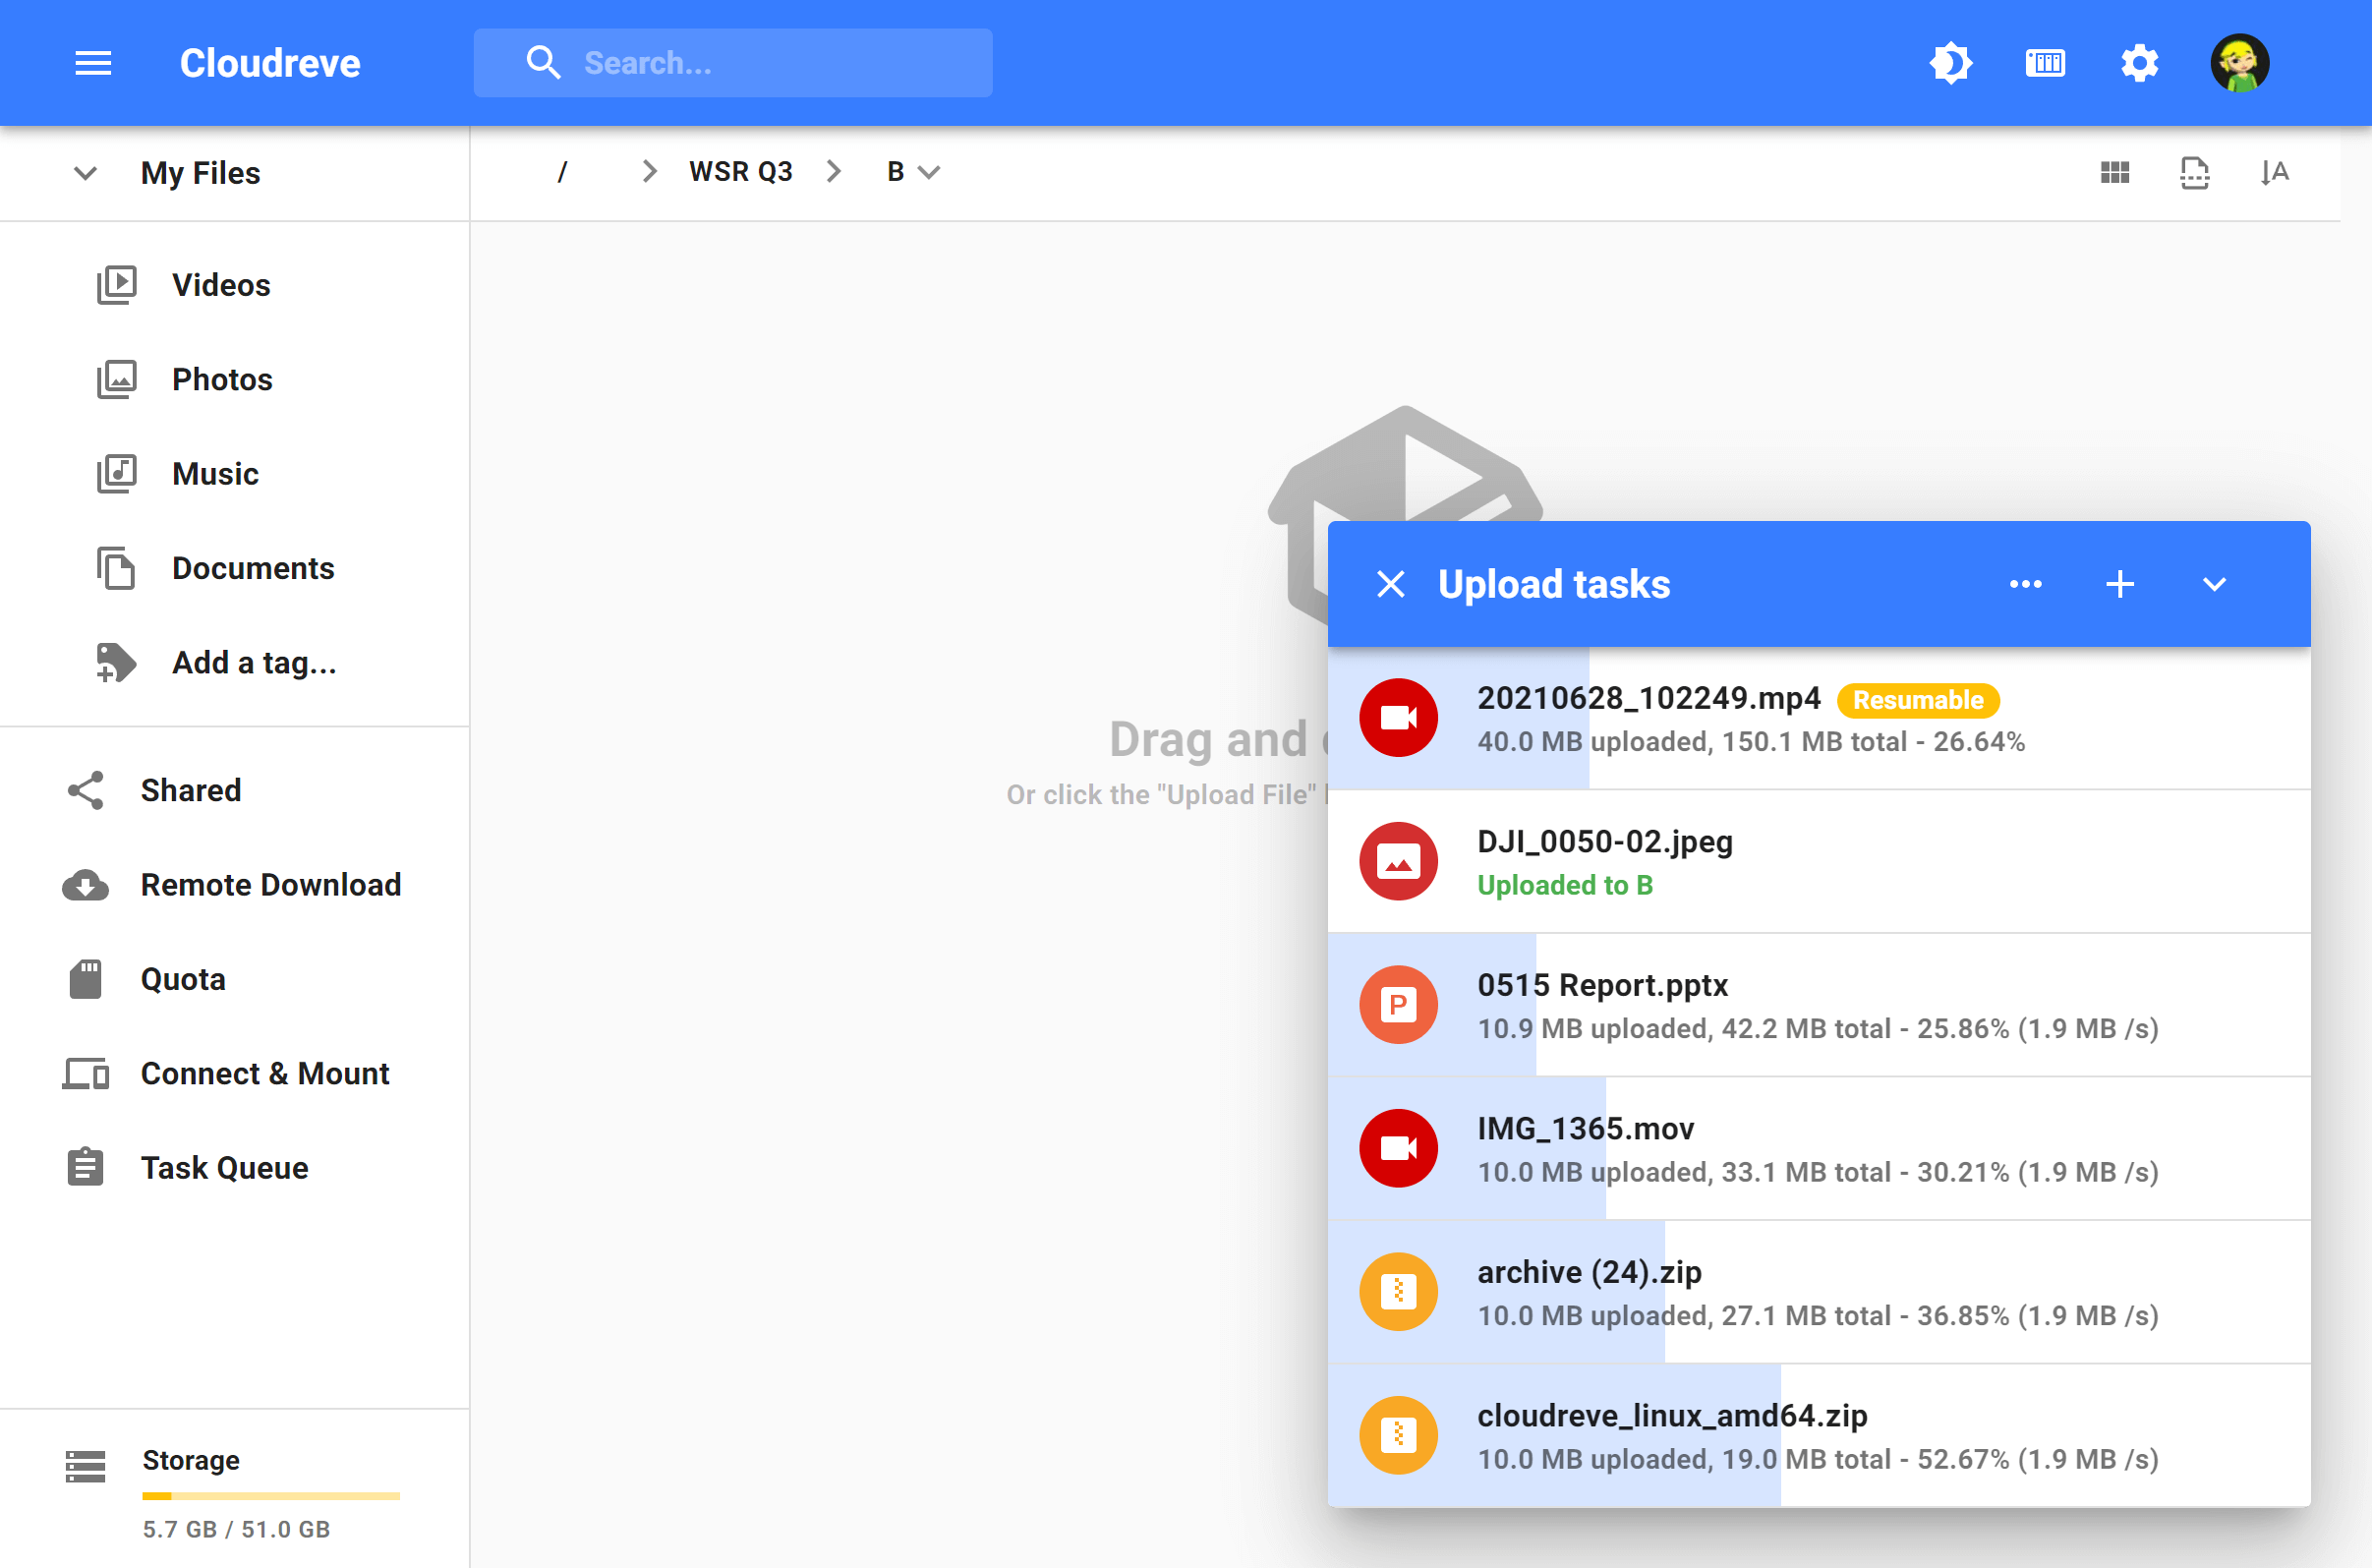 Cloudreve
Search...
My Files
/ WSR Q3 B
A
Videos
Photos
Music
Documents
Add a tag...
Shared
Remote Download
Quota
Connect & Mount
Task Queue
Storage
5.7 GB / 51.0 GB
Drag and
Or click the "Upload File"
Upload tasks
20210628_102249.mp4 Resumable
40.0 MB uploaded, 150.1 MB total - 26.64%
DJI_0050-02.jpeg
Uploaded to B
P
0515 Report.pptx
10.9 MB uploaded, 42.2 MB total - 25.86% (1.9 MB /s)
IMG_1365.mov
10.0 MB uploaded, 33.1 MB total - 30.21% (1.9 MB /s)
archive (24).zip
10.0 MB uploaded, 27.1 MB total - 36.85% (1.9 MB /s)
cloudreve_linux_amd64.zip
10.0 MB uploaded, 19.0 MB total - 52.67% (1.9 MB /s)